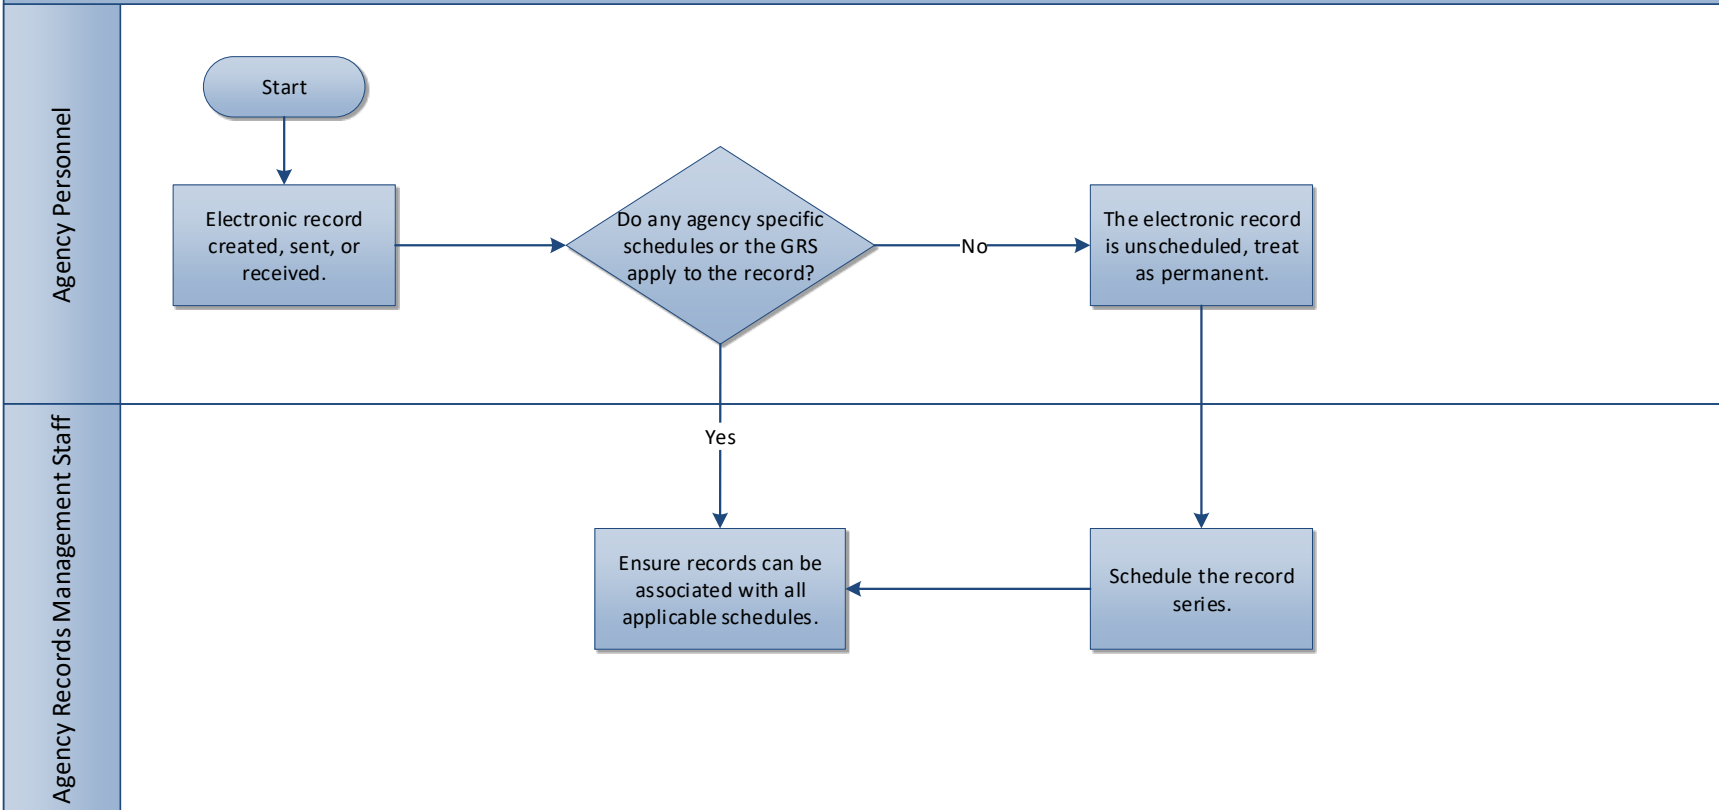 Agency Personnel
Start
Electronic record
created, sent, or
received.
Do any agency specific
schedules or the GRS
apply to the record?
No
The electronic record
is unscheduled, treat
as permanent.
Agency Records Management Staff
Yes
Ensure records can be
associated with all
applicable schedules.
Schedule the record
series.